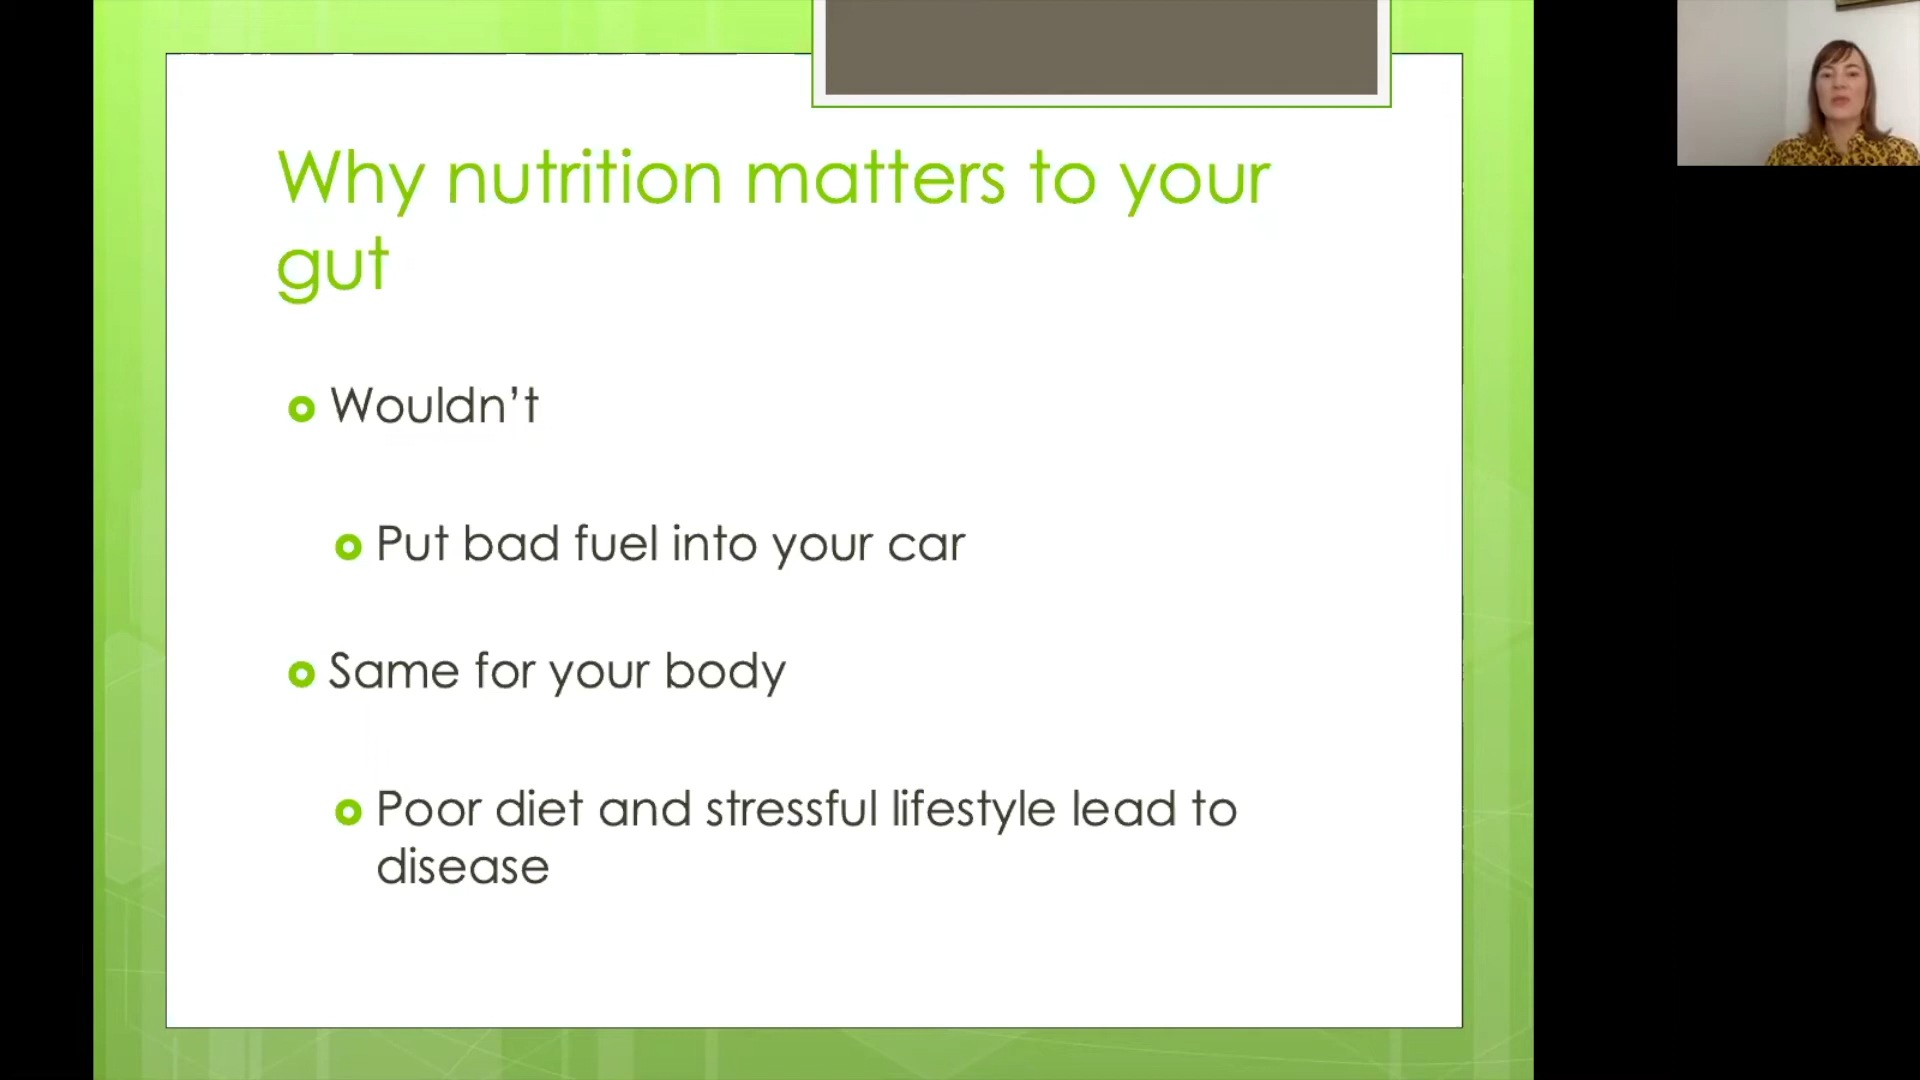 Why nutrition matters to your
gut
Wouldn’t
Put bad fuel into your car
Same for your body
Poor diet and stressful lifestyle lead to
disease